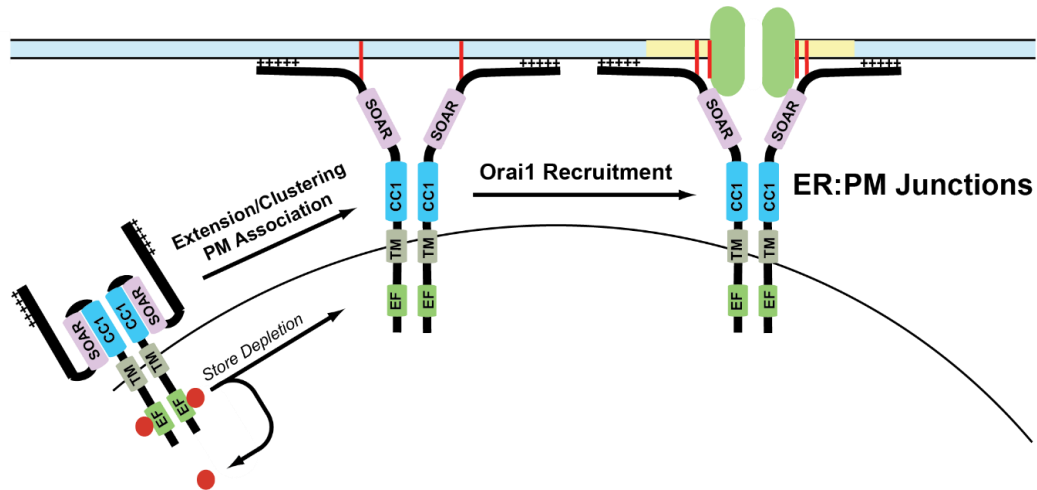 +++++
+++++
+++++
+++++
SOAR
SOAR
SOAR
SOAR
Extension/Clustering
PM Association
CC1
CC1
Orai1 Recruitment
CC1
CC1
ER:PM Junctions
TM
TM
TM
TM
EF
EF
EF
EF
+++++
+++++
SOAR
CC1
CC1
SOAR
TM
TM
EF
EF
Store Depletion